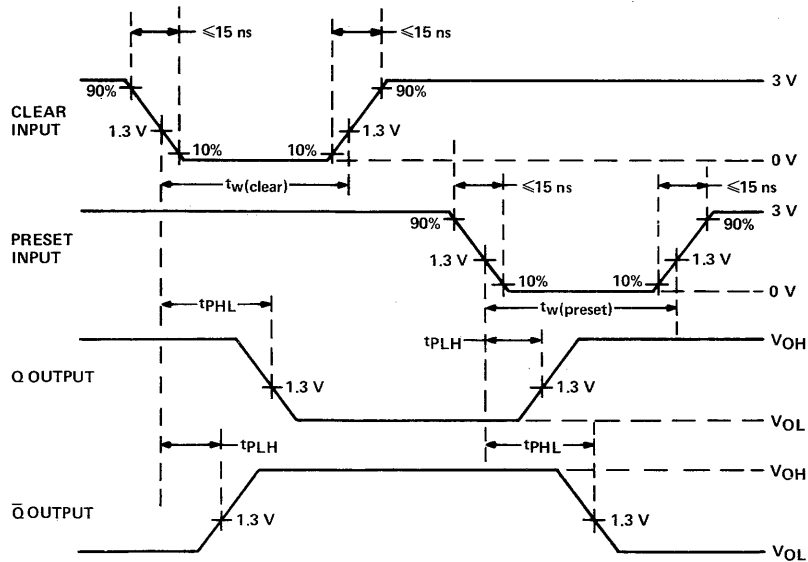 ≤15 ns ≤15 ns
3 V
90% 90%
CLEAR
INPUT
1.3 V 1.3 V
10% 10%
0 V
tw(clear)
≤15 ns ≤15 ns
3 V
90% 90%
PRESET
INPUT
1.3 V 1.3 V
10% 10%
0 V
tPHL
tw(preset)
tPLH
VOH
Q OUTPUT
1.3 V 1.3 V
VOL
tPLH tPHL
VOH
Q̅ OUTPUT
1.3 V 1.3 V
VOL